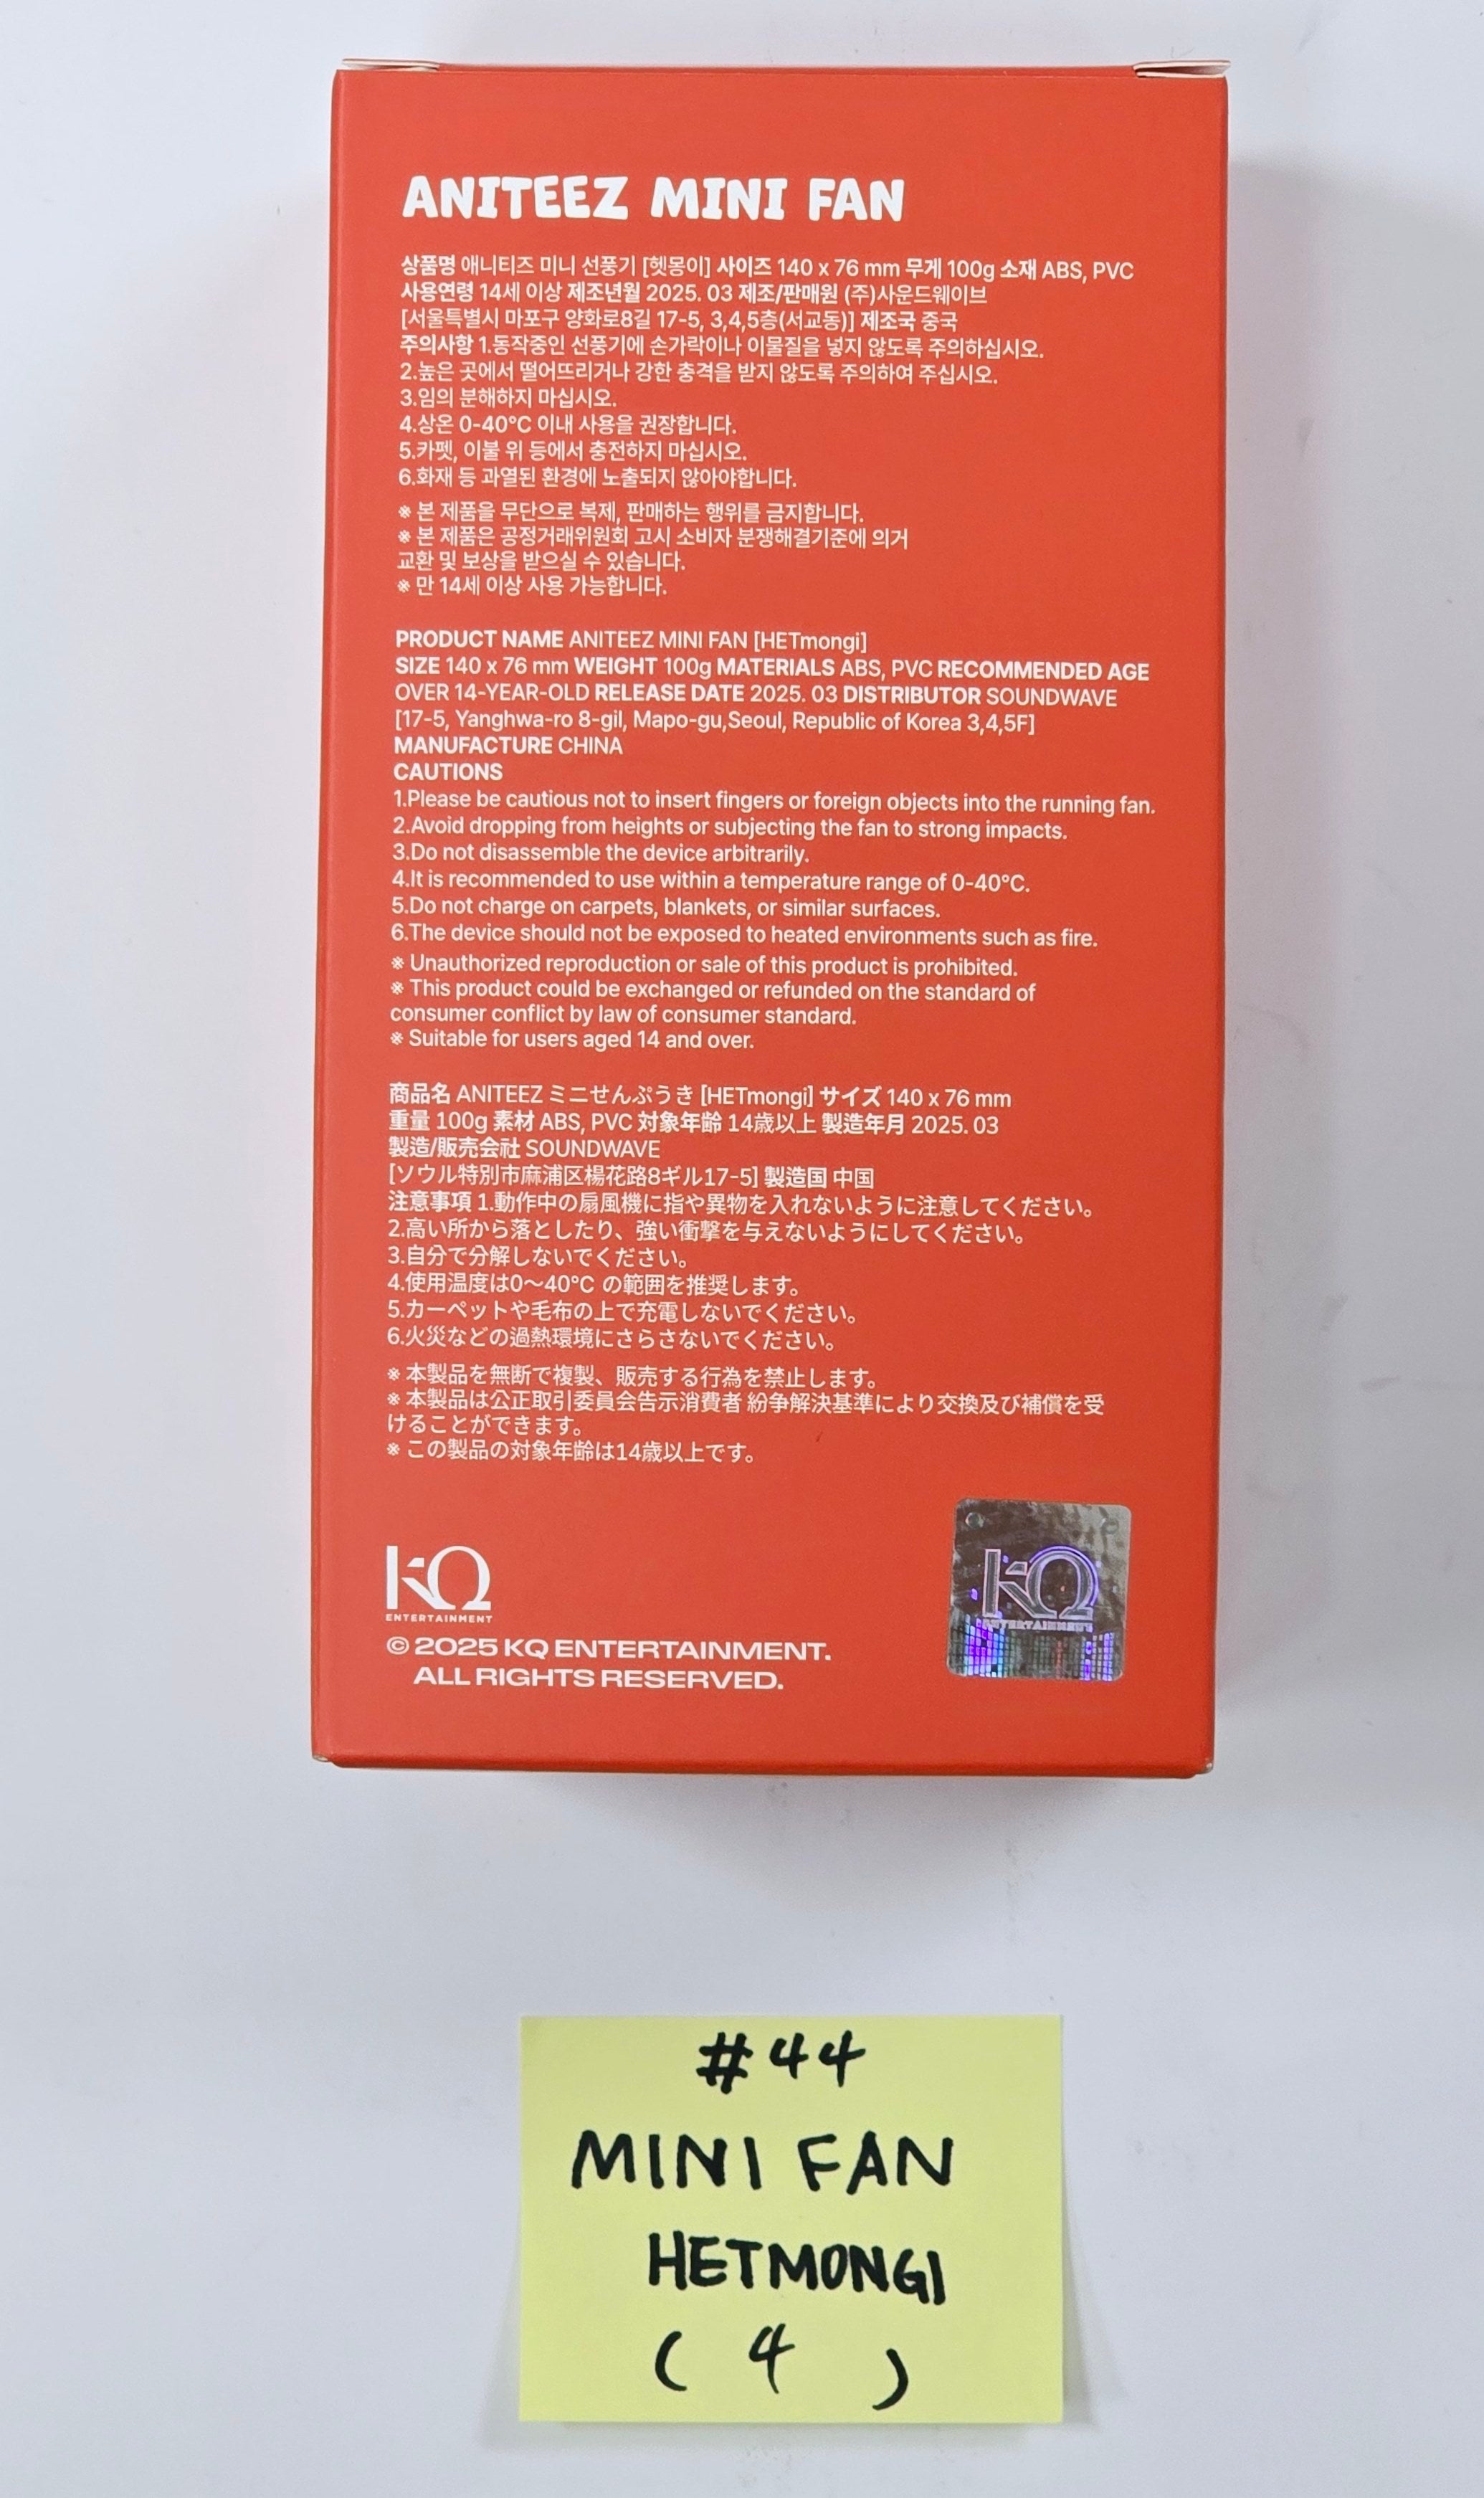 ANITEEZ MINI FAN
상품명 애니티즈 미니 선풍기 [헷몽이] 사이즈 140 x 76 mm 무게 100g 소재 ABS, PVC
사용연령 14세 이상 제조년월 2025. 03 제조/판매원 (주)사운드웨이브
[서울특별시 마포구 양화로8길 17-5, 3,4,5층(서교동)] 제조국 중국
주의사항 1.동작중인 선풍기에 손가락이나 이물질을 넣지 않도록 주의하십시오.
2.높은 곳에서 떨어뜨리거나 강한 충격을 받지 않도록 주의하여 주십시오.
3.임의 분해하지 마십시오.
4.상온 0-40°C 이내 사용을 권장합니다.
5.카펫, 이불 위 등에서 충전하지 마십시오.
6.화재 등 과열된 환경에 노출되지 않아야합니다.
※ 본 제품을 무단으로 복제, 판매하는 행위를 금지합니다.
※ 본 제품은 공정거래위원회 고시 소비자 분쟁해결기준에 의거
교환 및 보상을 받으실 수 있습니다.
※ 만 14세 이상 사용 가능합니다.
PRODUCT NAME ANITEEZ MINI FAN [HETmongi]
SIZE 140 x 76 mm WEIGHT 100g MATERIALS ABS, PVC RECOMMENDED AGE
OVER 14-YEAR-OLD RELEASE DATE 2025. 03 DISTRIBUTOR SOUNDWAVE
[17-5, Yanghwa-ro 8-gil, Mapo-gu,Seoul, Republic of Korea 3,4,5F]
MANUFACTURE CHINA
CAUTIONS
1.Please be cautious not to insert fingers or foreign objects into the running fan.
2.Avoid dropping from heights or subjecting the fan to strong impacts.
3.Do not disassemble the device arbitrarily.
4.It is recommended to use within a temperature range of 0-40°C.
5.Do not charge on carpets, blankets, or similar surfaces.
6.The device should not be exposed to heated environments such as fire.
※ Unauthorized reproduction or sale of this product is prohibited.
※ This product could be exchanged or refunded on the standard of
consumer conflict by law of consumer standard.
※ Suitable for users aged 14 and over.
商品名 ANITEEZ ミニせんぷうき [HETmongi] サイズ 140 x 76 mm
重量 100g 素材 ABS, PVC 対象年齢 14歳以上 製造年月 2025. 03
製造/販売会社 SOUNDWAVE
[ソウル特別市麻浦区楊花路8ギル17-5] 製造国 中国
注意事項 1.動作中の扇風機に指や異物を入れないように注意してください。
2.高い所から落としたり、強い衝撃を与えないようにしてください。
3.自分で分解しないでください。
4.使用温度は0〜40°C の範囲を推奨します。
5.カーペットや毛布の上で充電しないでください。
6.火災などの過熱環境にさらさないでください。
※ 本製品を無断で複製、販売する行為を禁止します。
※ 本製品は公正取引委員会告示消費者 紛争解決基準により交換及び補償を受
けることができます。
※ この製品の対象年齢は14歳以上です。
KQ
ENTERTAINMENT
© 2025 KQ ENTERTAINMENT.
ALL RIGHTS RESERVED.
KQ
ENTERTAINMENT
#44
MINI FAN
HETMONGI
( 4 )